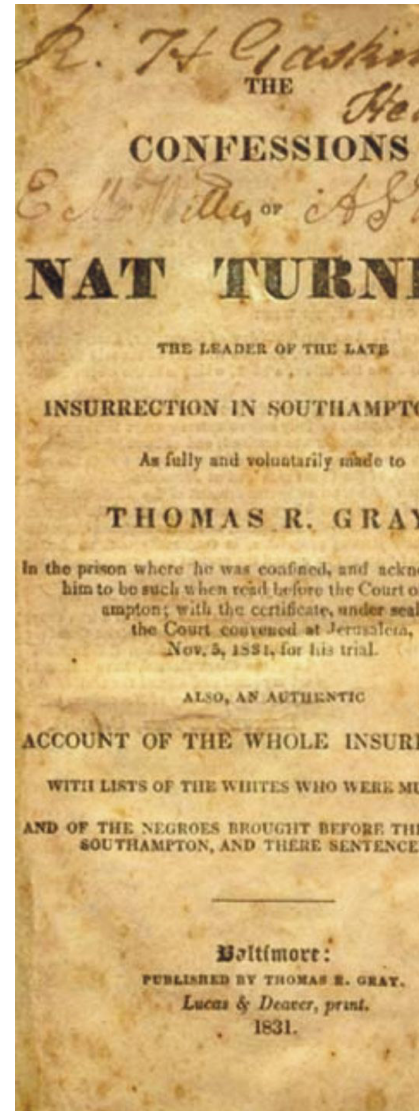 R. H Gaskin
THE
CONFESSIONS
OF
NAT TURN
THE LEADER OF THE LATE
INSURRECTION IN SOUTHAMPT
As fully and voluntarily made to
THOMAS R. GRAY
In the prison where he was confined, and ackn
him to be such when read before the Court o
ampton; with the certificate, under seal
the Court convened at Jerusalem,
Nov. 5, 1831, for his trial.
ALSO, AN AUTHENTIC
ACCOUNT OF THE WHOLE INSUR
WITH LISTS OF THE WHITES WHO WERE MU
AND OF THE NEGROES BROUGHT BEFORE THE
SOUTHAMPTON, AND THERE SENTENCE
Baltimore:
PUBLISHED BY THOMAS R. GRAY.
Lucas & Deaver, print.
1831.